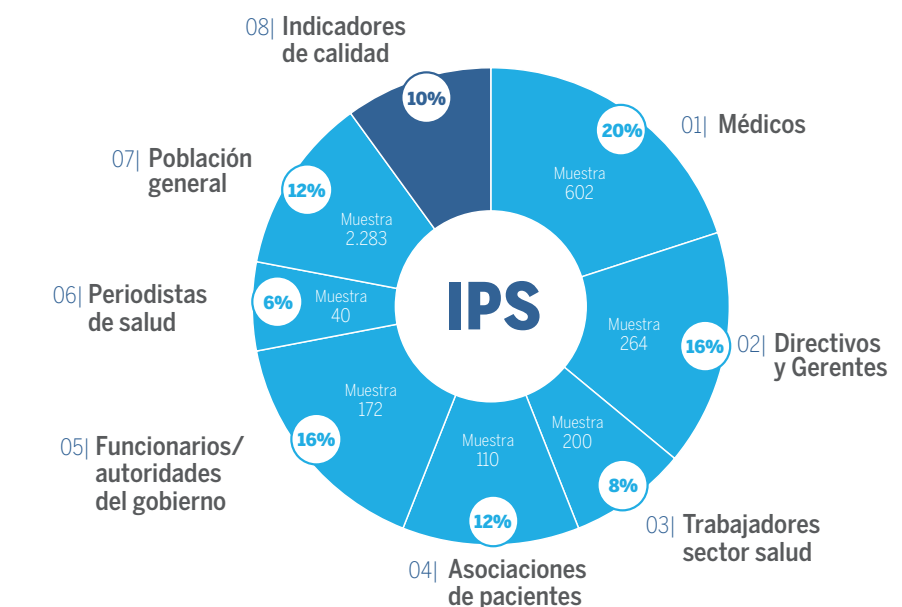 08| Indicadores
de calidad
10%
01| Médicos
20%
Muestra
602
02| Directivos
y Gerentes
16%
Muestra
264
03| Trabajadores
sector salud
8%
Muestra
200
04| Asociaciones
de pacientes
12%
Muestra
110
05| Funcionarios/
autoridades
del gobierno
16%
Muestra
172
06| Periodistas
de salud
6%
Muestra
40
07| Población
general
12%
Muestra
2.283
IPS